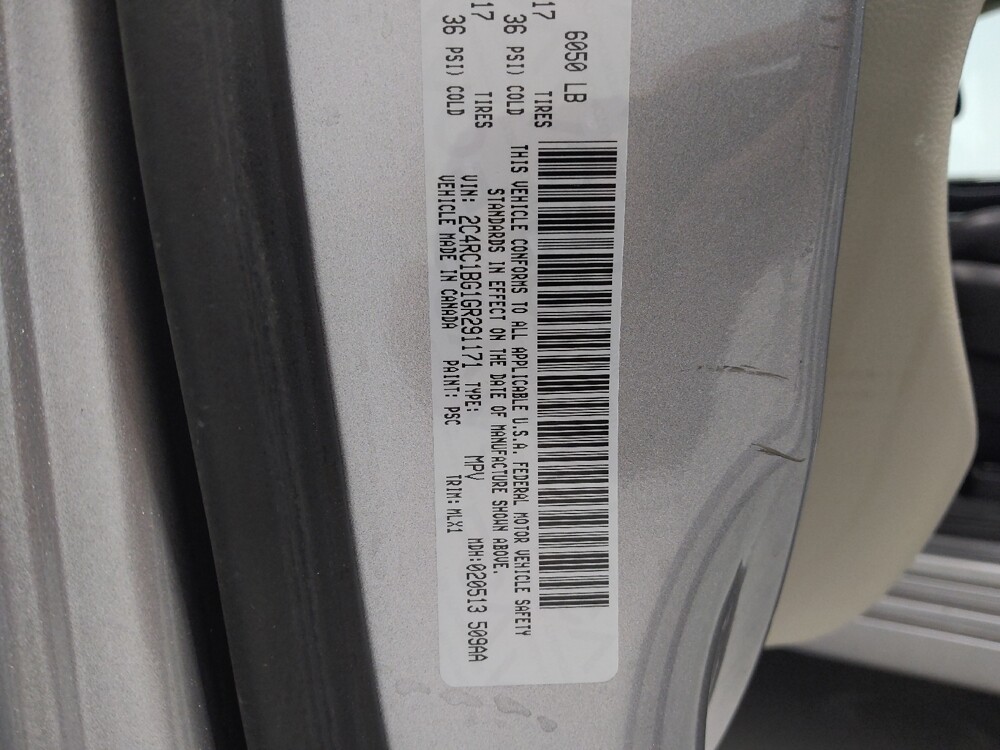 6050 LB
17 TIRES
36 PSI) COLD
17 TIRES
36 PSI) COLD
THIS VEHICLE CONFORMS TO ALL APPLICABLE U.S.A. FEDERAL MOTOR VEHICLE SAFETY
STANDARDS IN EFFECT ON THE DATE OF MANUFACTURE SHOWN ABOVE.
VIN: 2C4RC1BG1GR291171 TYPE: MPV MDH:020513 509AA
VEHICLE MADE IN CANADA PAINT: PSC TRIM: MLX1